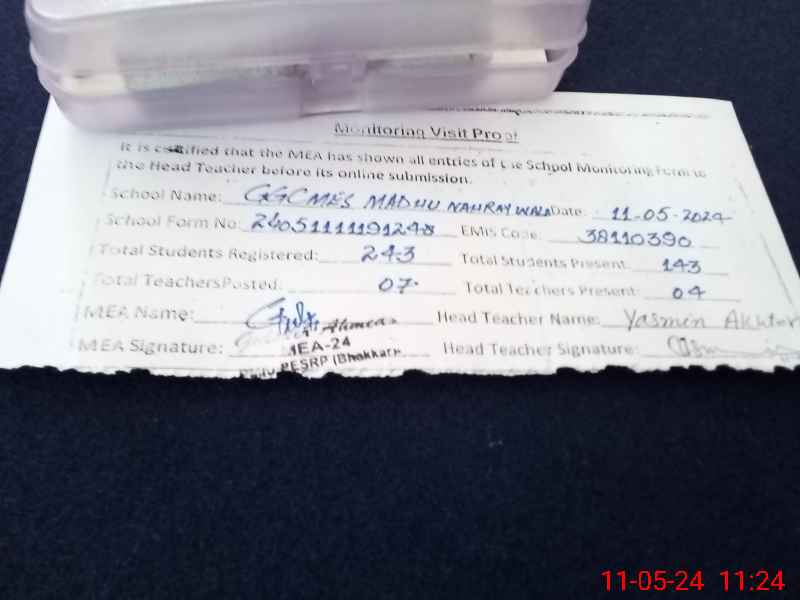 Monitoring Visit Proof
It is certified that the MEA has shown all entries of the School Monitoring Form to
the Head Teacher before its online submission.
School Name: GGCMES MADHU NAHRAY WALA Date: 11-05-2024
School Form No: 24051111191248 EMIS Code: 38110390
Total Students Registered: 243 Total Students Present: 143
Total Teachers Posted: 07 Total Teachers Present: 04
MEA Name: Ahmed Head Teacher Name: Yasmin Akhtar
MEA Signature: MEA-24 Head Teacher Signature:
PESRP (Bhakkar)
11-05-24 11:24